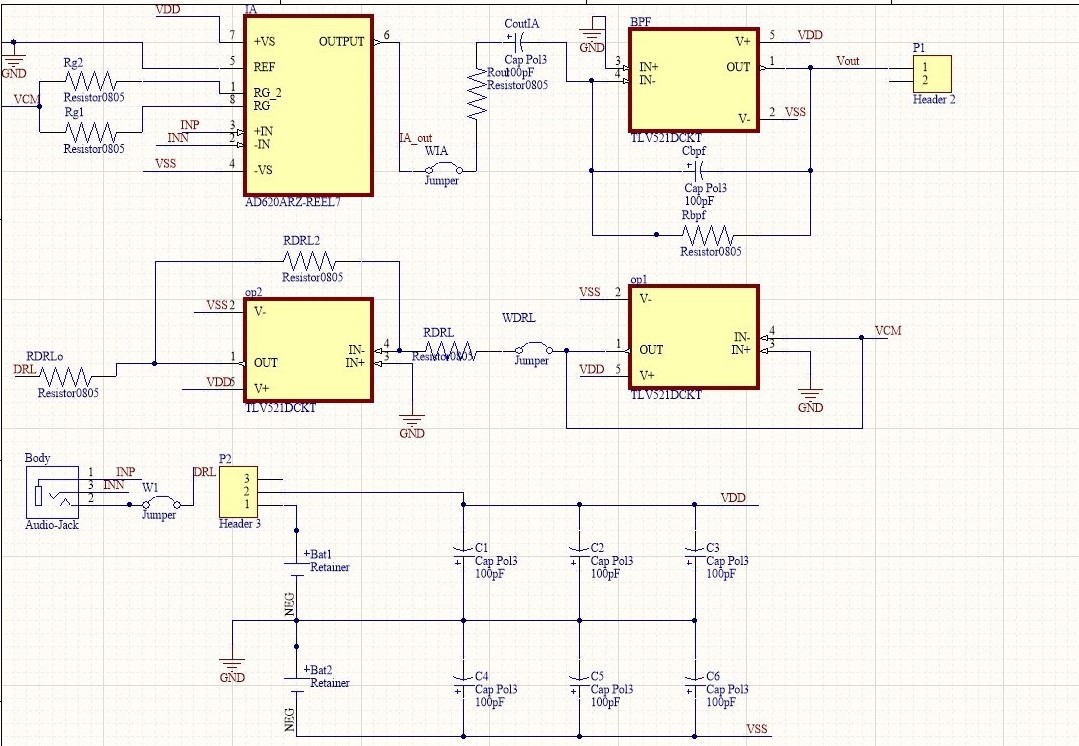 VDD
IA
7
+VS
OUTPUT
6
GND
5
REF
Rg2
Resistor0805
1
RG_2
8
RG
VCM
Rg1
Resistor0805
INP
3
+IN
INN
2
-IN
VSS
4
-VS
AD620ARZ-REEL7
IA_out
WIA
Jumper
CoutIA
Cap Pol3
100pF
Rout
Resistor0805
GND
BPF
V+
5
VDD
3
IN+
OUT
1
4
IN-
V-
2
VSS
TLV521DCKT
Vout
P1
1
2
Header 2
Cbpf
Cap Pol3
100pF
Rbpf
Resistor0805
RDRL2
Resistor0805
op2
VSS
2
V-
IN-
4
1
OUT
IN+
3
VDD
5
V+
TLV521DCKT
RDRLo
DRL
Resistor0805
GND
RDRL
Resistor0805
WDRL
Jumper
op1
VSS
2
V-
IN-
4
VCM
1
OUT
IN+
3
VDD
5
V+
TLV521DCKT
GND
Body
1
INP
3
INN
2
Audio-Jack
W1
Jumper
DRL
P2
3
2
1
Header 3
VDD
+
Bat1
Retainer
NEG
C1
Cap Pol3
100pF
C2
Cap Pol3
100pF
C3
Cap Pol3
100pF
GND
+
Bat2
Retainer
NEG
C4
Cap Pol3
100pF
C5
Cap Pol3
100pF
C6
Cap Pol3
100pF
VSS